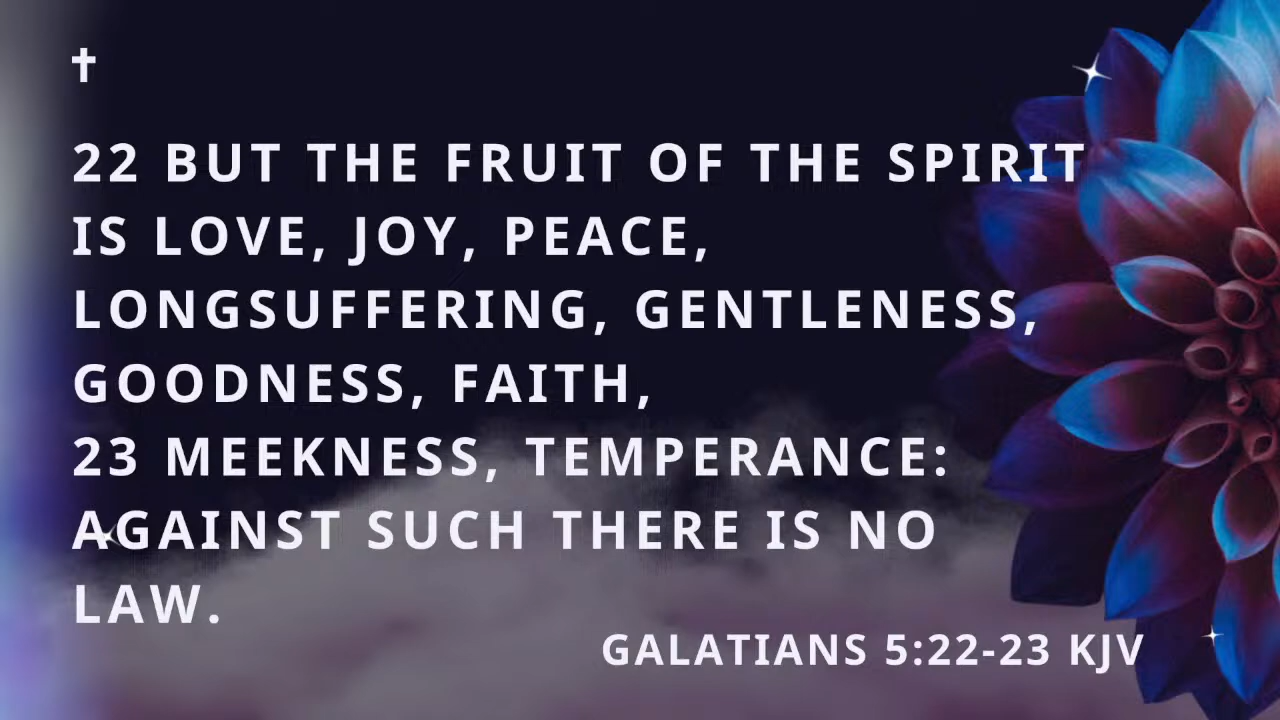 ✝
22 BUT THE FRUIT OF THE SPIRIT
IS LOVE, JOY, PEACE,
LONGSUFFERING, GENTLENESS,
GOODNESS, FAITH,
23 MEEKNESS, TEMPERANCE:
AGAINST SUCH THERE IS NO
LAW.
GALATIANS 5:22-23 KJV